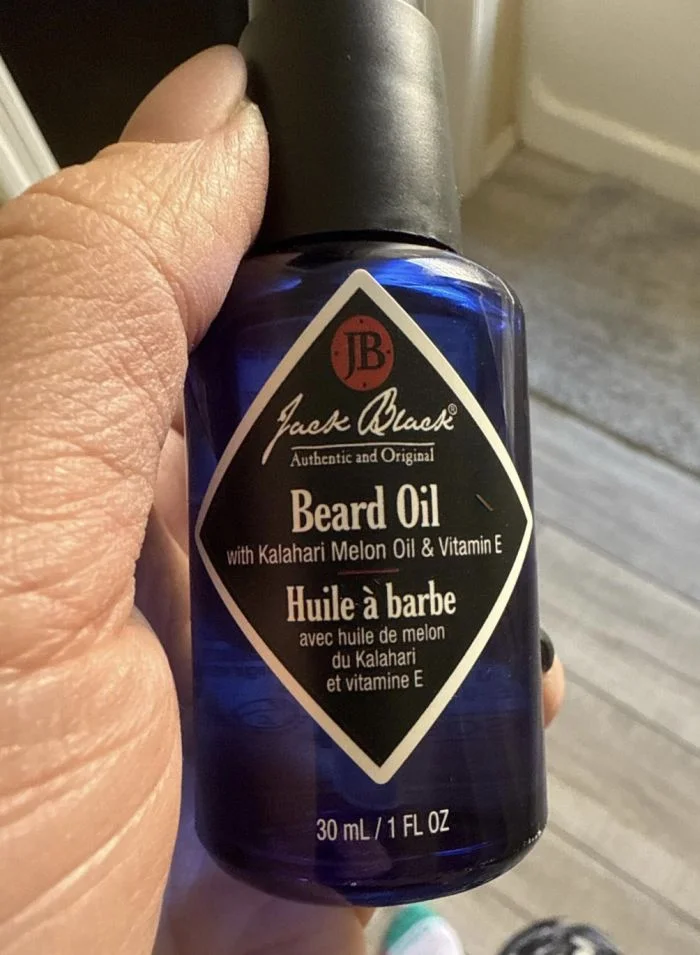 JB
Jack Black®
Authentic and Original
Beard Oil
with Kalahari Melon Oil & Vitamin E
Huile à barbe
avec huile de melon
du Kalahari
et vitamine E
30 mL / 1 FL OZ